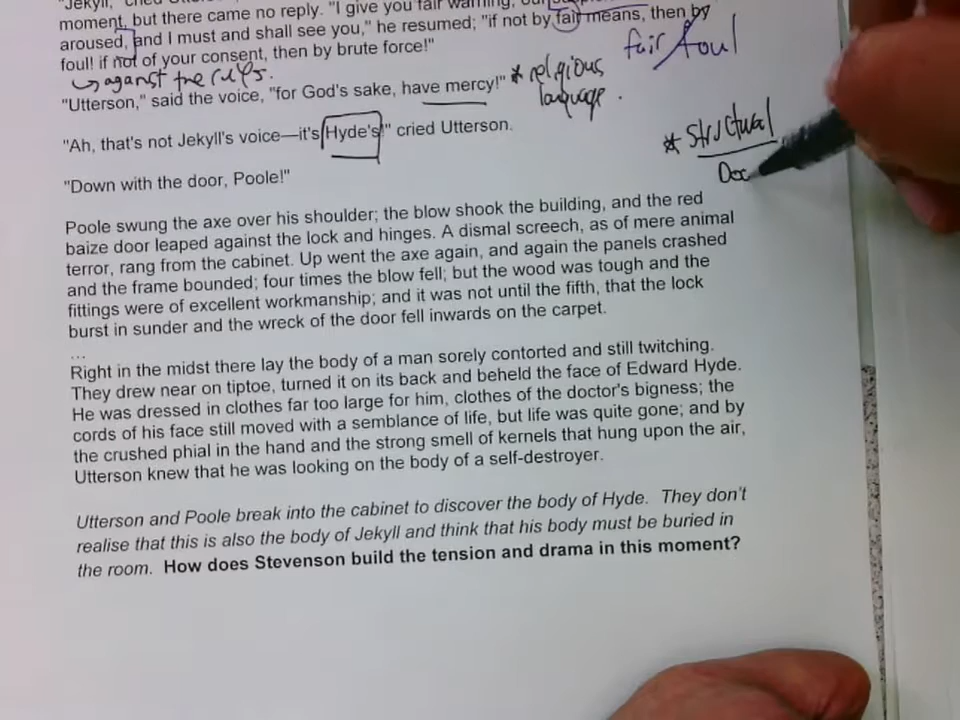 "Jekyll," cried
moment, but there came no reply. "I give you fair warning, our
aroused, and I must and shall see you," he resumed; "if not by fair means, then by
foul! if not of your consent, then by brute force!"
fair / foul
↳ against the rules.
"Utterson," said the voice, "for God's sake, have mercy!"
* religious
language.
"Ah, that's not Jekyll's voice—it's Hyde's!" cried Utterson.
* Structual
Doc
"Down with the door, Poole!"
Poole swung the axe over his shoulder; the blow shook the building, and the red
baize door leaped against the lock and hinges. A dismal screech, as of mere animal
terror, rang from the cabinet. Up went the axe again, and again the panels crashed
and the frame bounded; four times the blow fell; but the wood was tough and the
fittings were of excellent workmanship; and it was not until the fifth, that the lock
burst in sunder and the wreck of the door fell inwards on the carpet.
...
Right in the midst there lay the body of a man sorely contorted and still twitching.
They drew near on tiptoe, turned it on its back and beheld the face of Edward Hyde.
He was dressed in clothes far too large for him, clothes of the doctor's bigness; the
cords of his face still moved with a semblance of life, but life was quite gone; and by
the crushed phial in the hand and the strong smell of kernels that hung upon the air,
Utterson knew that he was looking on the body of a self-destroyer.
Utterson and Poole break into the cabinet to discover the body of Hyde. They don't
realise that this is also the body of Jekyll and think that his body must be buried in
the room. How does Stevenson build the tension and drama in this moment?